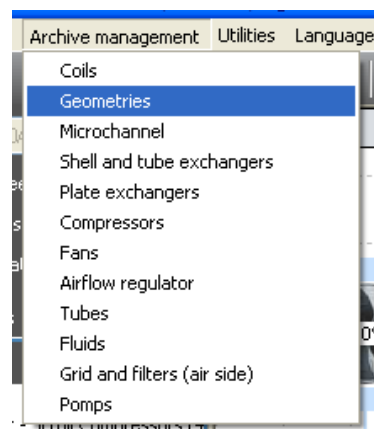 Archive management Utilities Language
Coils
Geometries
Microchannel
Shell and tube exchangers
Plate exchangers
Compressors
Fans
Airflow regulator
Tubes
Fluids
Grid and filters (air side)
Pomps